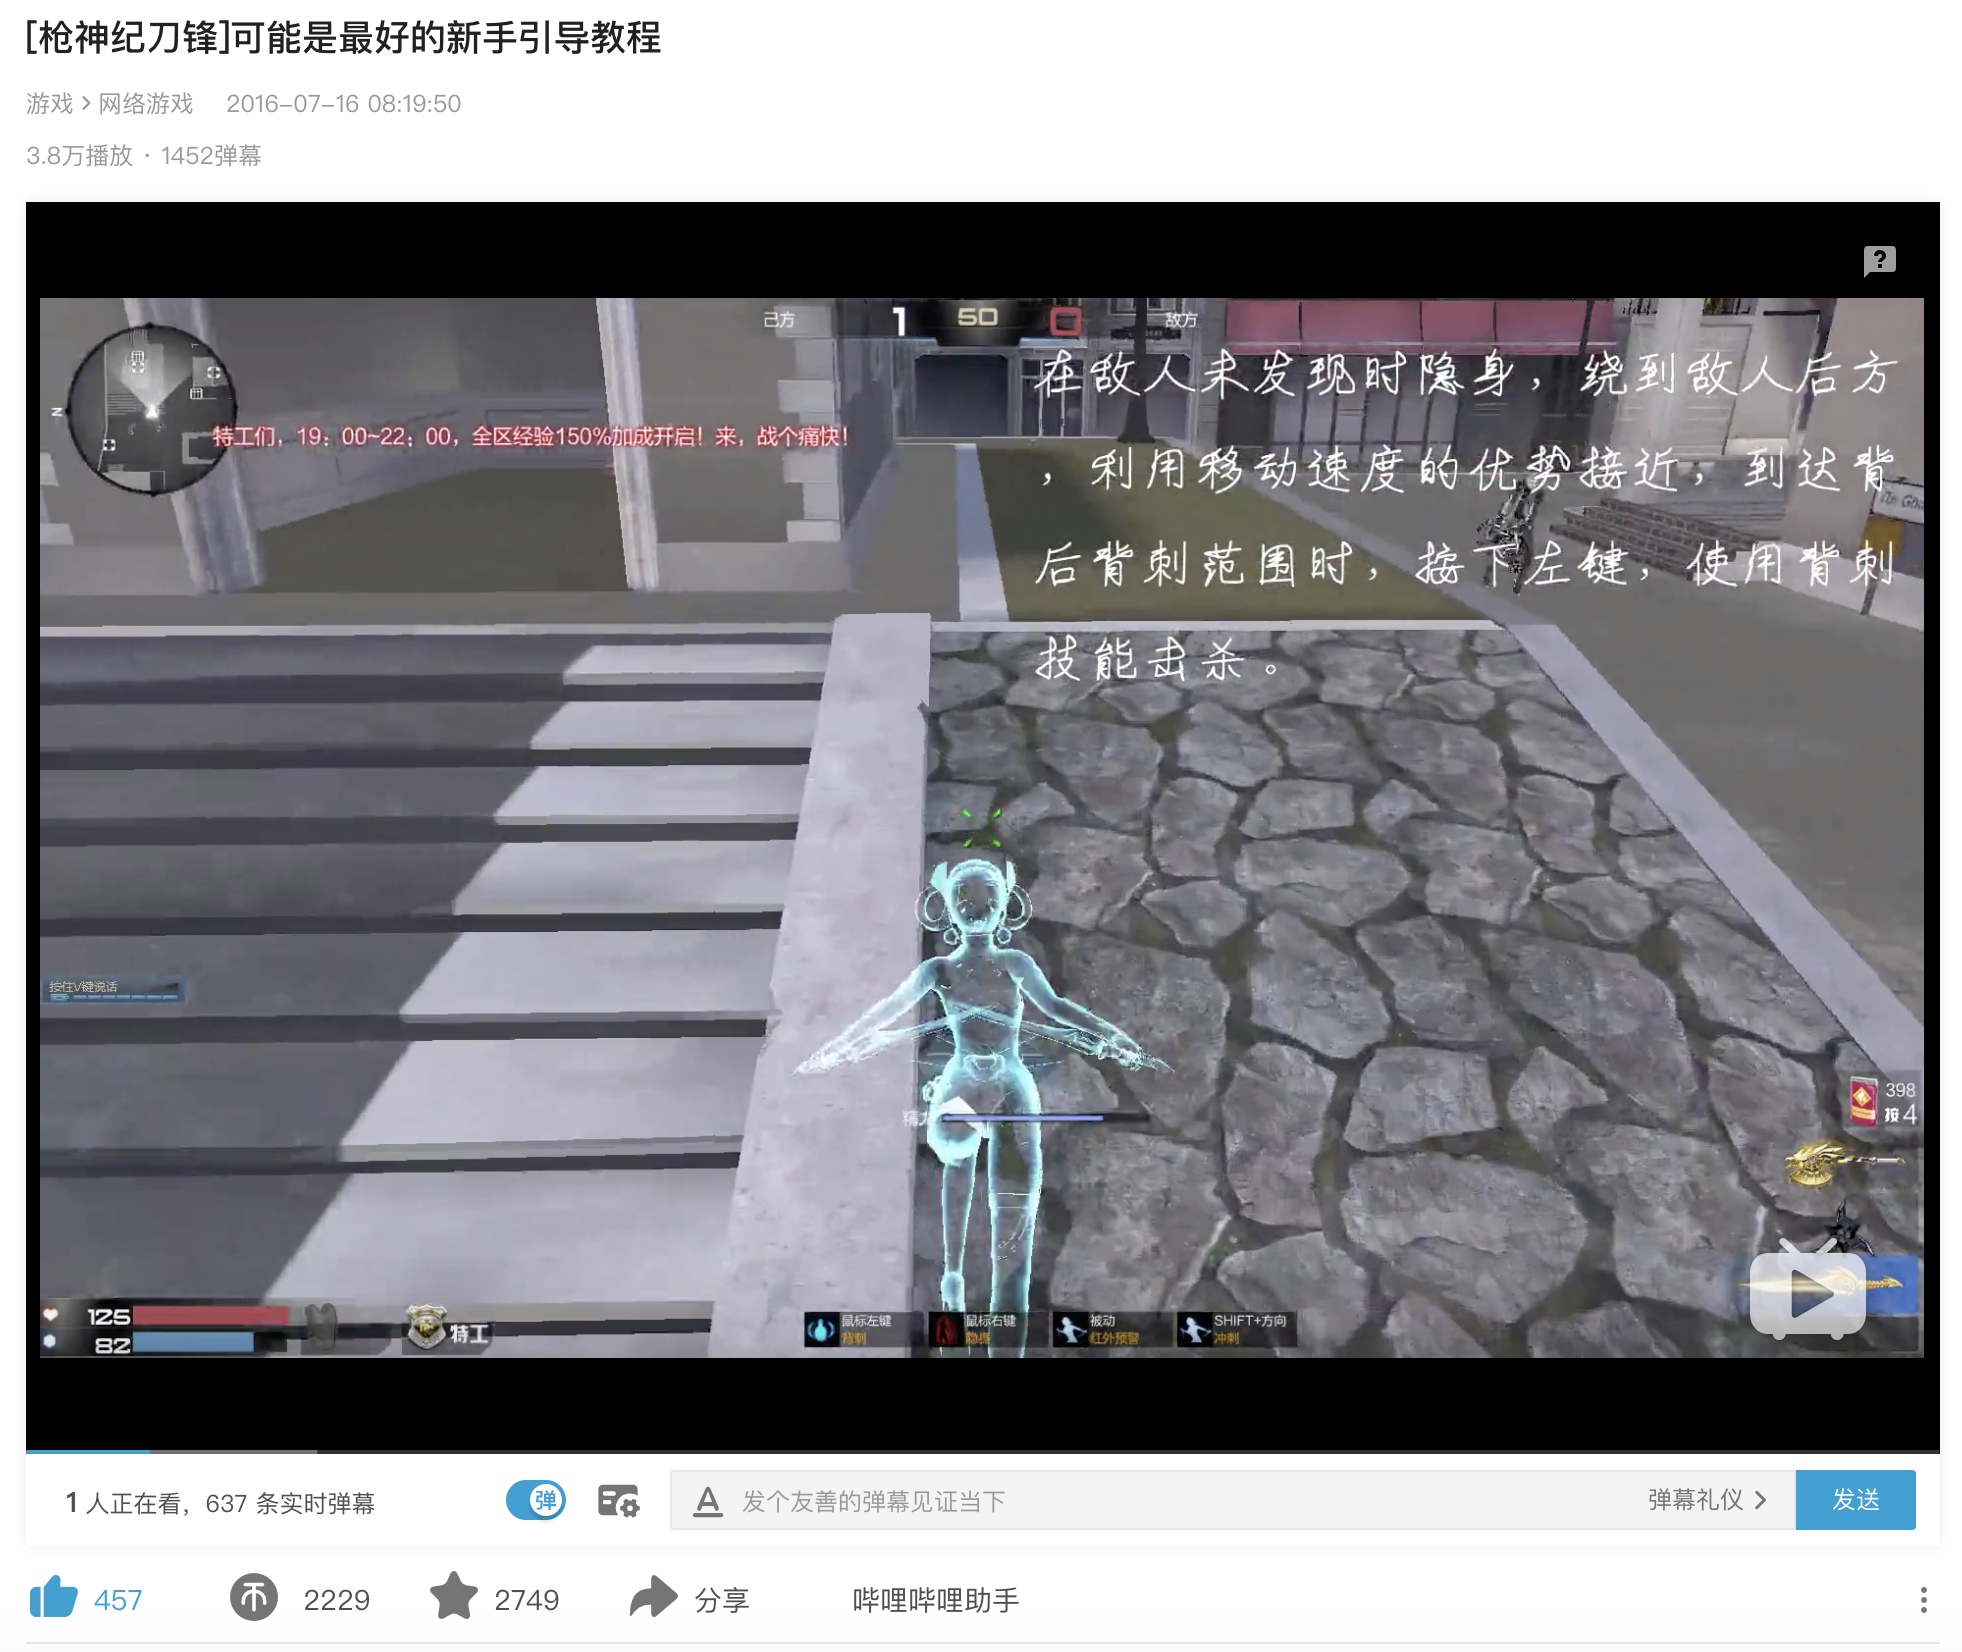 [枪神纪刀锋]可能是最好的新手引导教程
游戏 > 网络游戏 2016-07-16 08:19:50
3.8万播放 · 1452弹幕
?
己方 1 50 0 敌方
N
在敌人未发现时隐身，绕到敌人后方
特工们，19：00~22：00，全区经验150%加成开启！来，战个痛快！
，利用移动速度的优势接近，到达背
后背刺范围时，按下左键，使用背刺
技能击杀。
按住V键说话
398
按4
125
82
特工
鼠标左键
背刺
鼠标右键
隐身
被动
红外预警
SHIFT+方向
冲刺
1 人正在看，637 条实时弹幕
弹
A 发个友善的弹幕见证当下
弹幕礼仪 >
发送
457 2229 2749 分享 哔哩哔哩助手